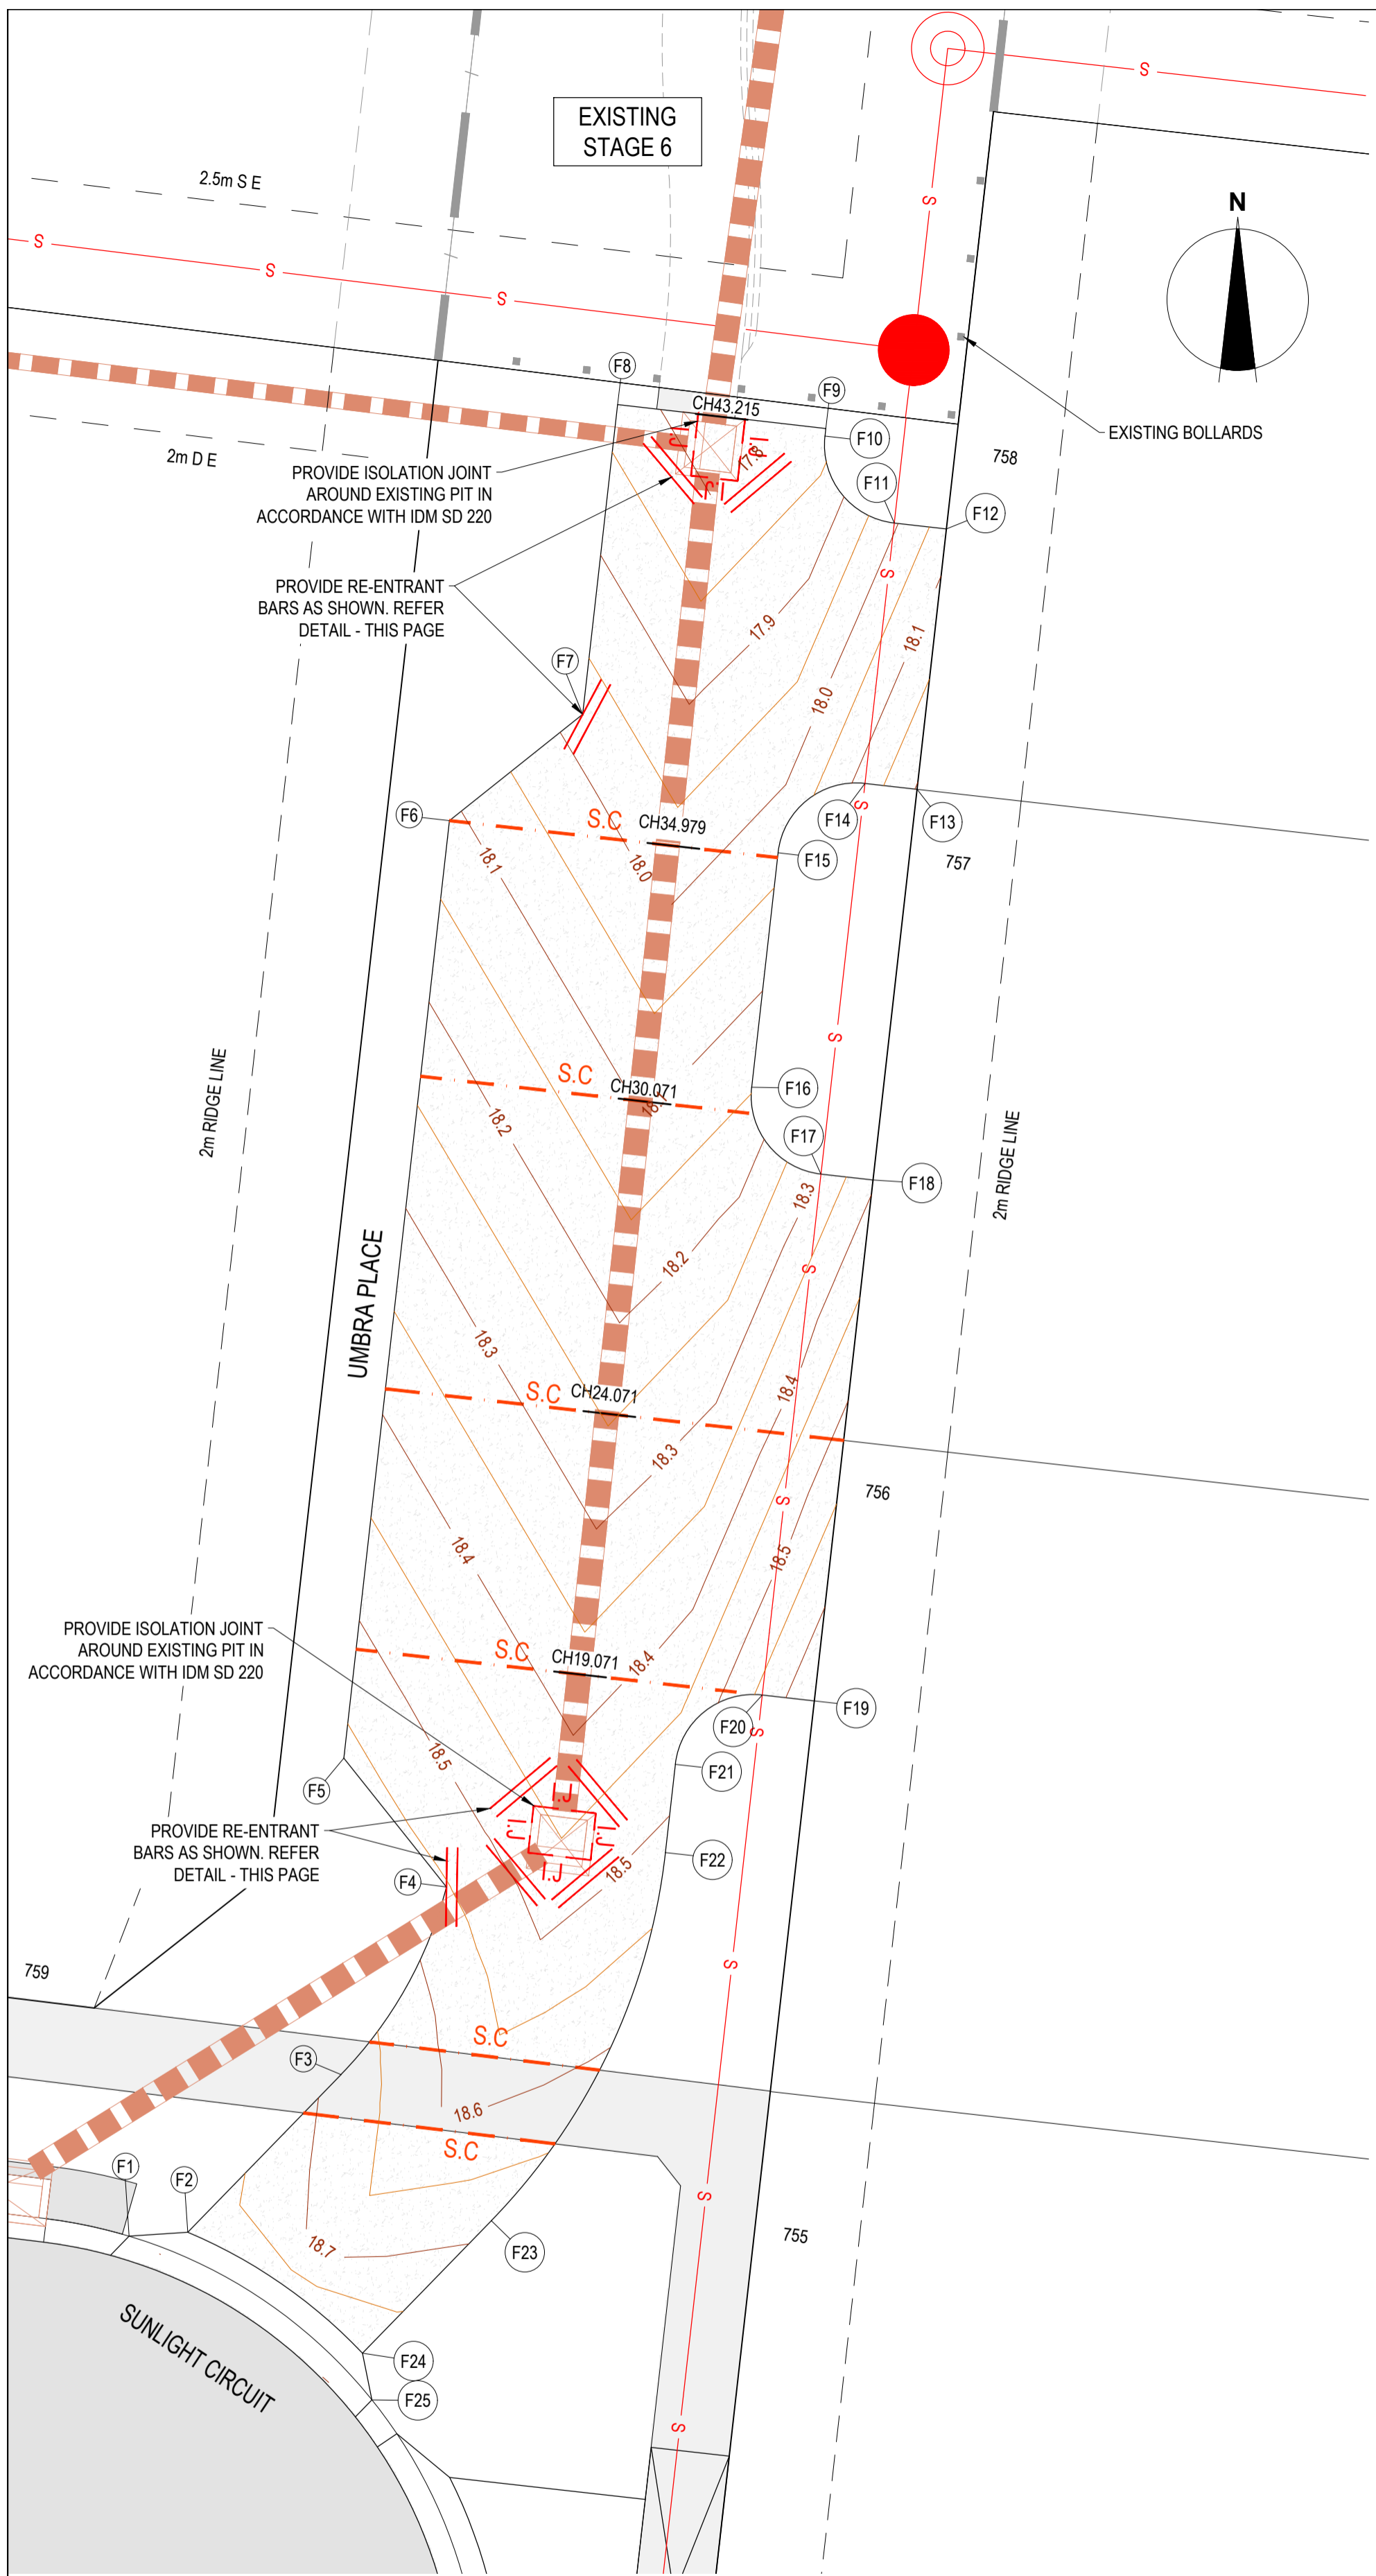 EXISTING
STAGE 6
S
2.5m S E
S
N
S
S
S
F8
F9
CH43.215
EXISTING BOLLARDS
F10
2m D E
758
I.J
I.J
17.8
PROVIDE ISOLATION JOINT
AROUND EXISTING PIT IN
ACCORDANCE WITH IDM SD 220
F11
I.J
F12
S
PROVIDE RE-ENTRANT
BARS AS SHOWN. REFER
DETAIL - THIS PAGE
17.9
18.1
F7
18.0
F6
S.C
CH34.979
S
F14
F13
18.1
18.0
F15
757
S
2m RIDGE LINE
S.C
CH30.071
F16
18.2
F17
2m RIDGE LINE
F18
18.3
UMBRA PLACE
18.2
S
18.3
S.C
CH24.071
18.4
18.3
756
S
18.4
18.5
PROVIDE ISOLATION JOINT
AROUND EXISTING PIT IN
ACCORDANCE WITH IDM SD 220
S.C
CH19.071
18.4
F19
F20
S
18.5
F21
F5
I.J
PROVIDE RE-ENTRANT
BARS AS SHOWN. REFER
DETAIL - THIS PAGE
I.J
I.J
F22
I.J
18.5
F4
S
759
S.C
F3
18.6
S.C
F1
F2
S
755
18.7
F23
SUNLIGHT CIRCUIT
F24
F25
S